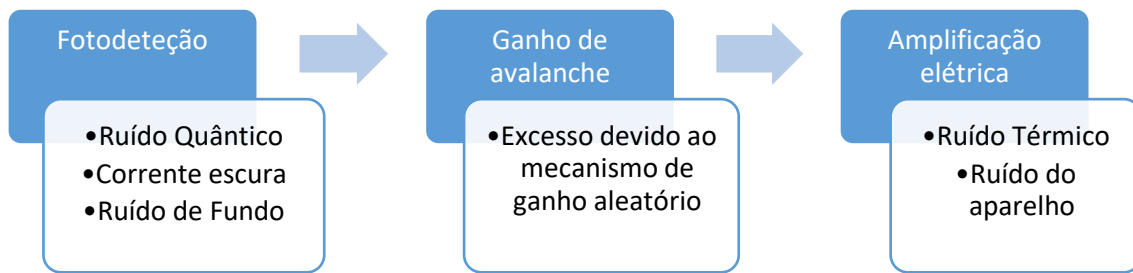 Fotodeteção
•Ruído Quântico
•Corrente escura
•Ruído de Fundo
Ganho de
avalanche
•Excesso devido ao
mecanismo de
ganho aleatório
Amplificação
elétrica
•Ruído Térmico
•Ruído do
aparelho